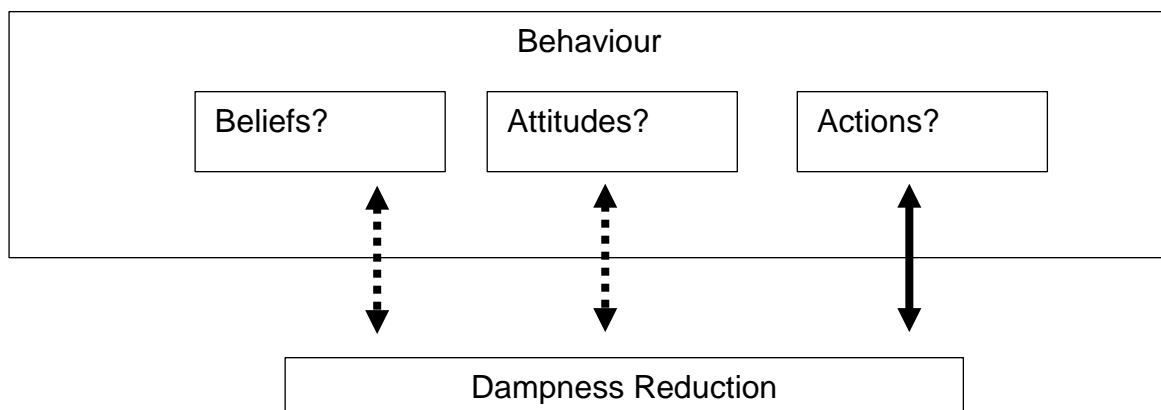 Behaviour
Beliefs?
Attitudes?
Actions?
Dampness Reduction